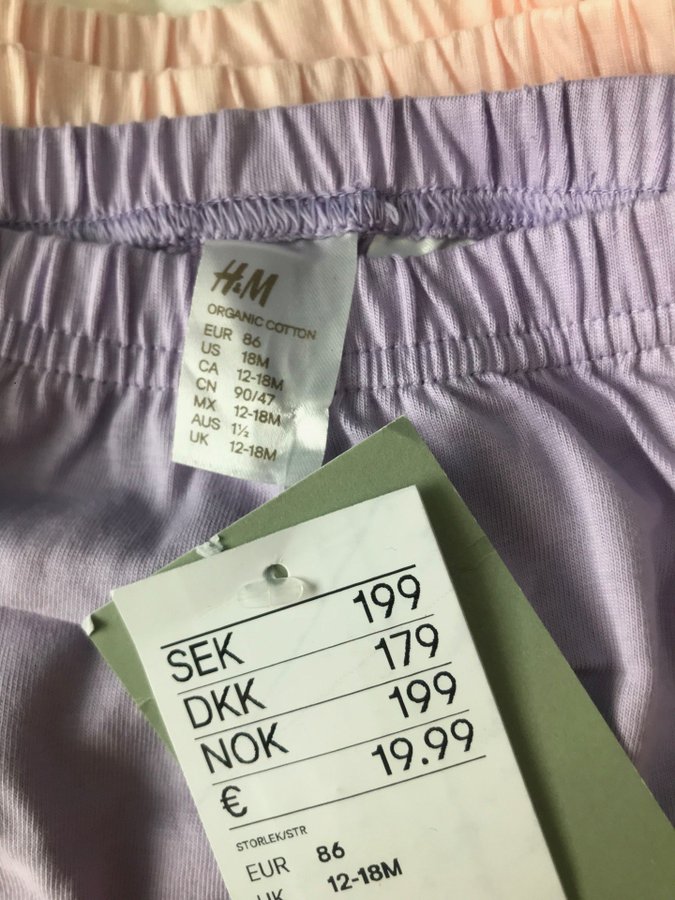 H&M
ORGANIC COTTON
EUR 86
US 18M
CA 12-18M
CN 90/47
MX 12-18M
AUS 1½
UK 12-18M
SEK 199
DKK 179
NOK 199
€ 19.99
STORLEK/STR
EUR 86
UK 12-18M